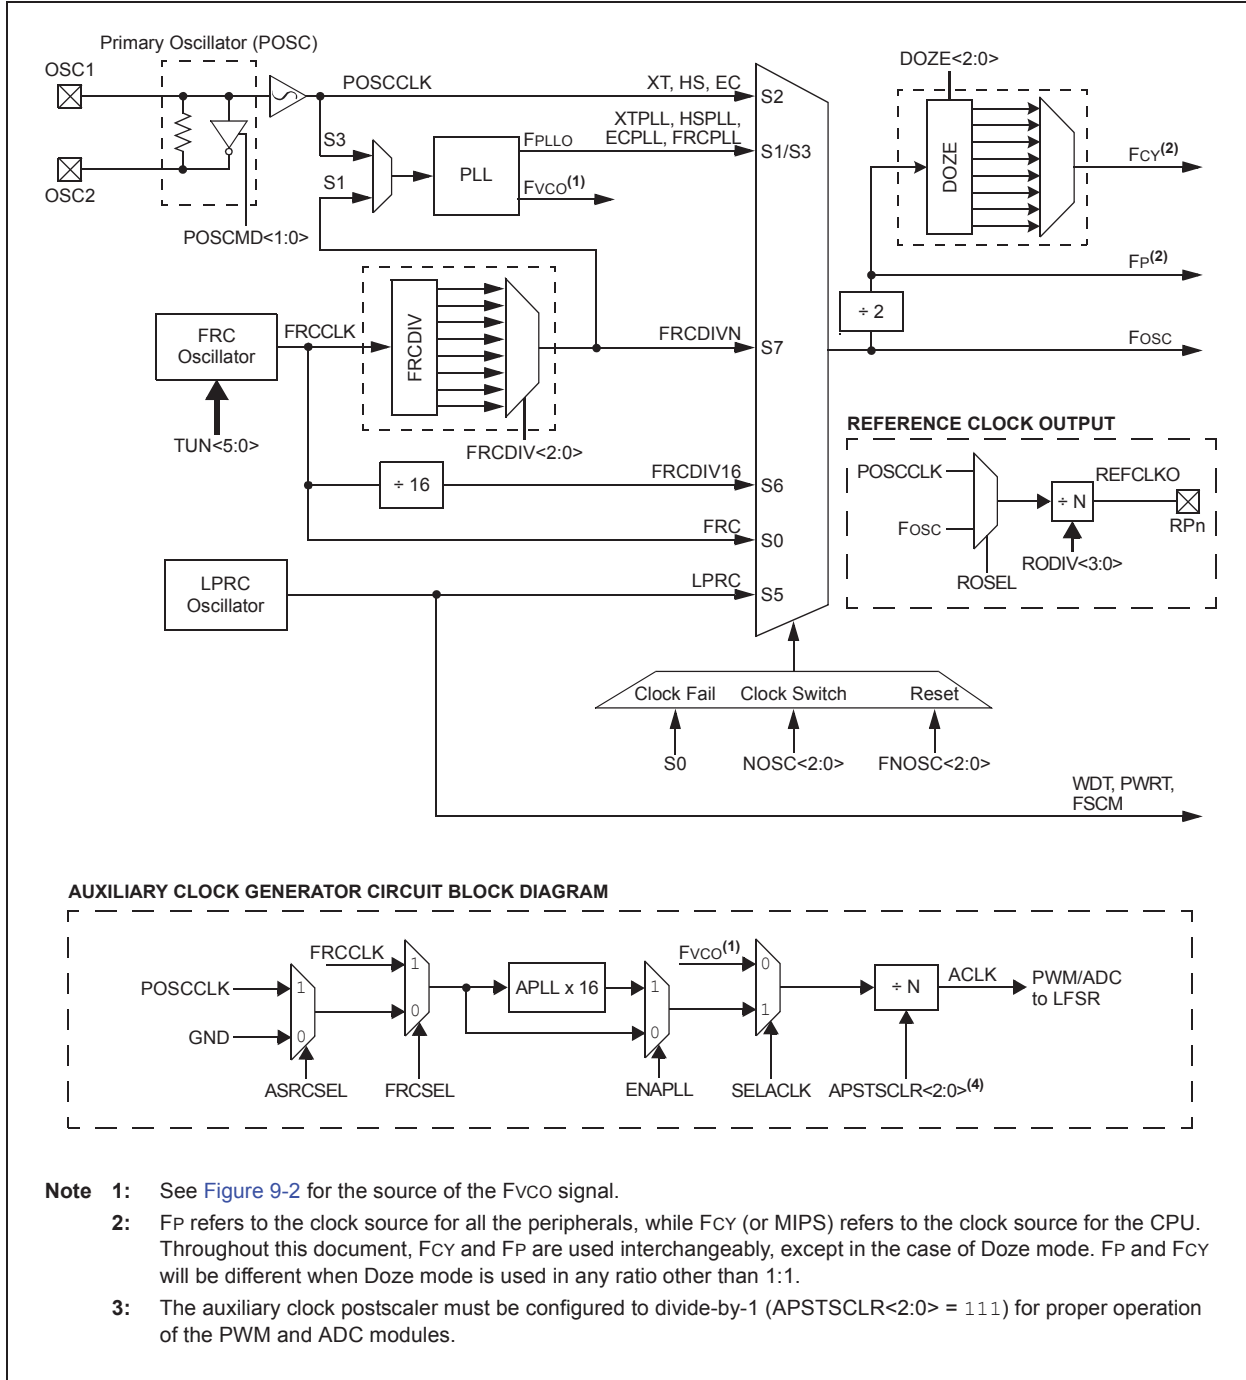 Primary Oscillator (POSC)
OSC1
OSC2
POSCMD<1:0>
POSCCLK
S3
S1
PLL
FPLLO
FVCO(1)
XT, HS, EC
XTPLL, HSPLL,
ECPLL, FRCPLL
S2
S1/S3
DOZE<2:0>
DOZE
FCY(2)
FP(2)
÷ 2
FOSC
FRC
Oscillator
TUN<5:0>
FRCCLK
FRCDIV
FRCDIV<2:0>
FRCDIVN
S7
÷ 16
FRCDIV16
S6
FRC
S0
LPRC
Oscillator
LPRC
S5
REFERENCE CLOCK OUTPUT
POSCCLK
FOSC
ROSEL
÷ N
RODIV<3:0>
REFCLKO
RPn
Clock Fail
Clock Switch
Reset
S0
NOSC<2:0>
FNOSC<2:0>
WDT, PWRT,
FSCM
AUXILIARY CLOCK GENERATOR CIRCUIT BLOCK DIAGRAM
POSCCLK
GND
1
0
ASRCSEL
FRCCLK
1
0
FRCSEL
APLL x 16
1
0
ENAPLL
FVCO(1)
0
1
SELACLK
÷ N
APSTSCLR<2:0>(4)
ACLK
PWM/ADC
to LFSR
Note 1: See Figure 9-2 for the source of the FVCO signal.
2: FP refers to the clock source for all the peripherals, while FCY (or MIPS) refers to the clock source for the CPU.
Throughout this document, FCY and FP are used interchangeably, except in the case of Doze mode. FP and FCY
will be different when Doze mode is used in any ratio other than 1:1.
3: The auxiliary clock postscaler must be configured to divide-by-1 (APSTSCLR<2:0> = 111) for proper operation
of the PWM and ADC modules.